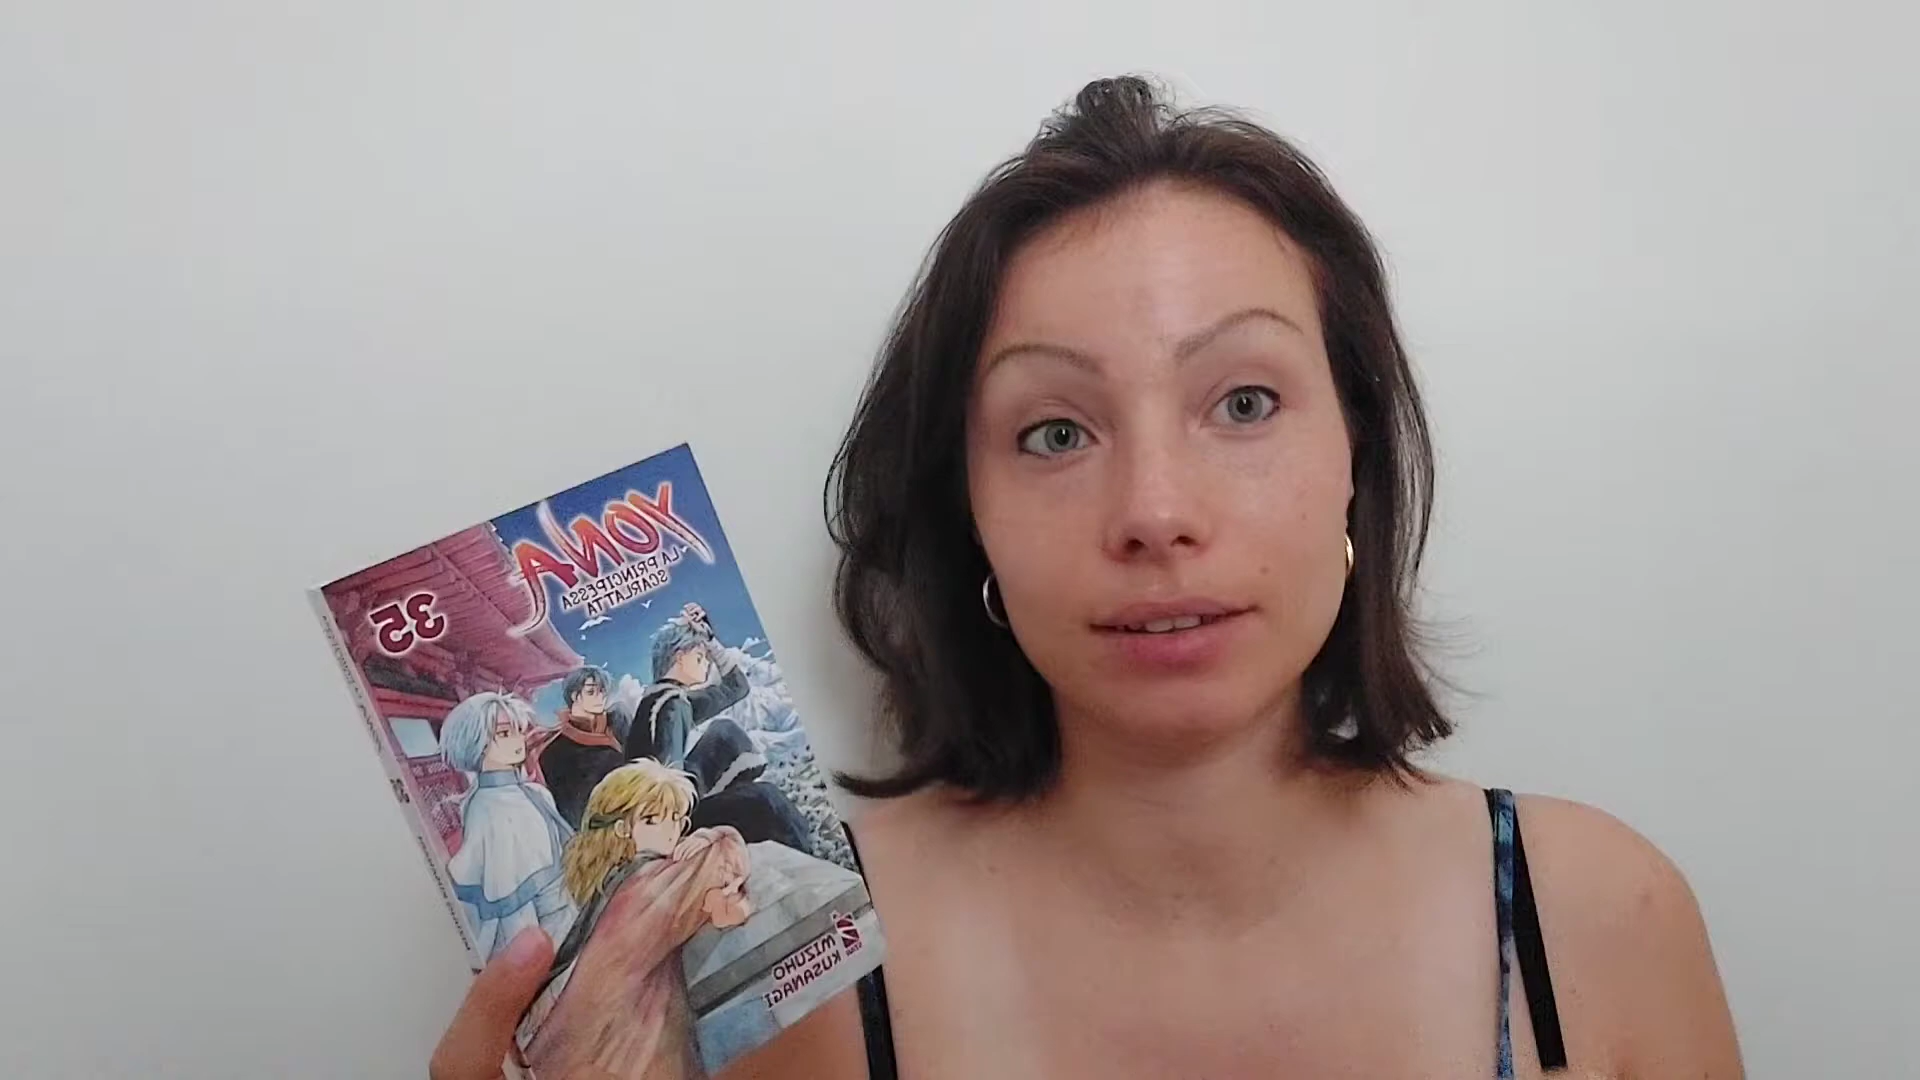 YONA
LA PRINCIPESSA
SCARLATTA
35
MIZUHO
KUSANAGI